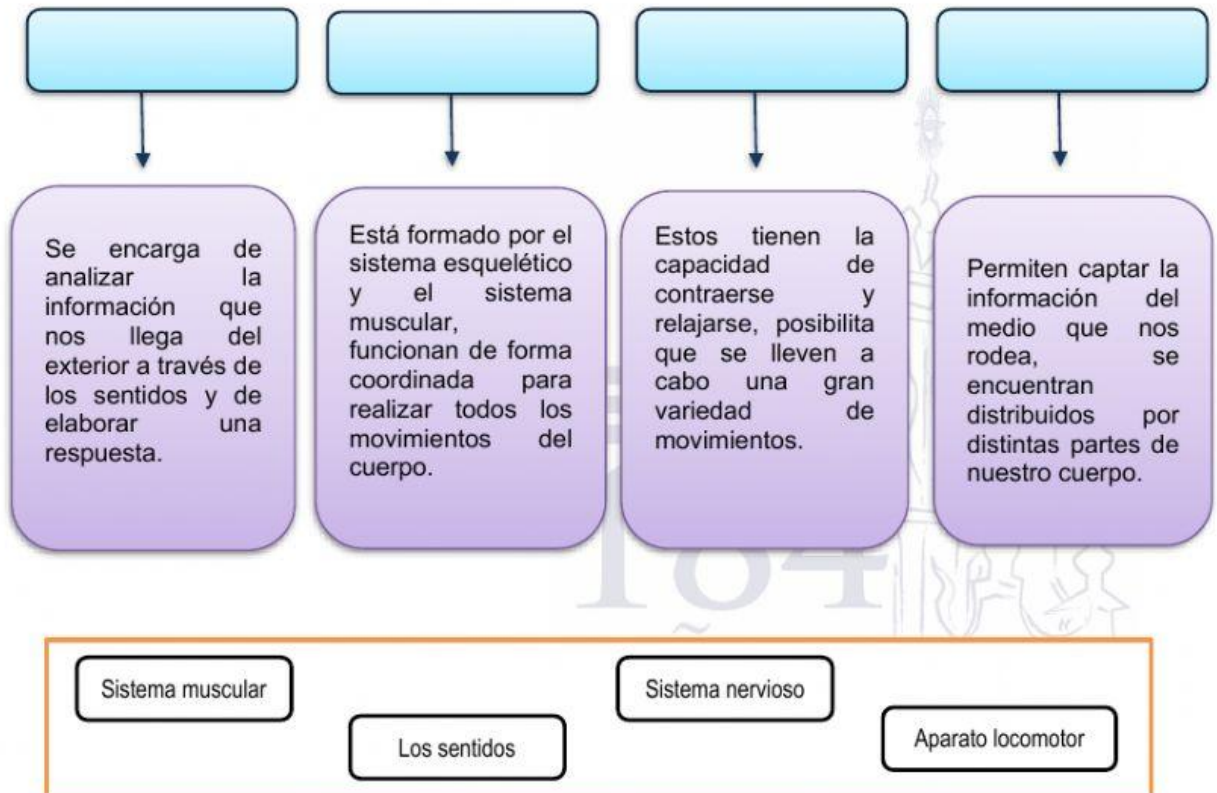 Se encarga de
analizar la
información que
nos llega del
exterior a través de
los sentidos y de
elaborar una
respuesta.
Está formado por el
sistema esquelético
y el sistema
muscular,
funcionan de forma
coordinada para
realizar todos los
movimientos del
cuerpo.
Estos tienen la
capacidad de
contraerse y
relajarse, posibilita
que se lleven a
cabo una gran
variedad de
movimientos.
Permiten captar la
información del
medio que nos
rodea, se
encuentran
distribuidos por
distintas partes de
nuestro cuerpo.
184
Sistema muscular
Sistema nervioso
Los sentidos
Aparato locomotor